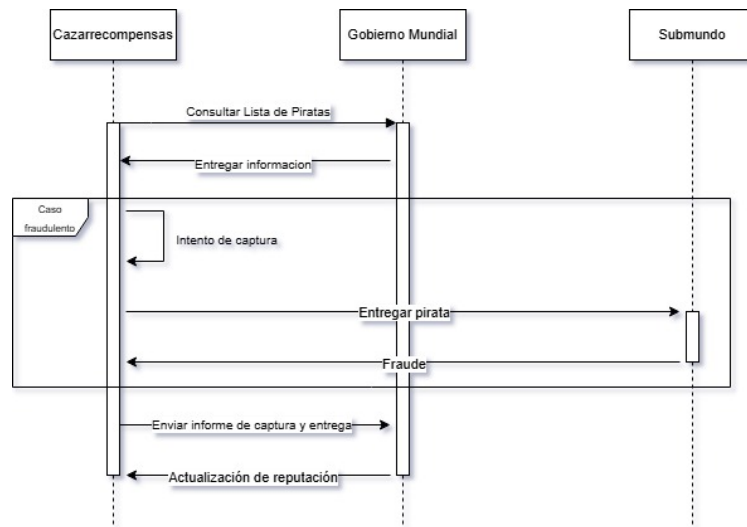 Cazarrecompensas
Gobierno Mundial
Submundo
Consultar Lista de Piratas
Entregar informacion
Caso
fraudulento
Intento de captura
Entregar pirata
Fraude
Enviar informe de captura y entrega
Actualización de reputación